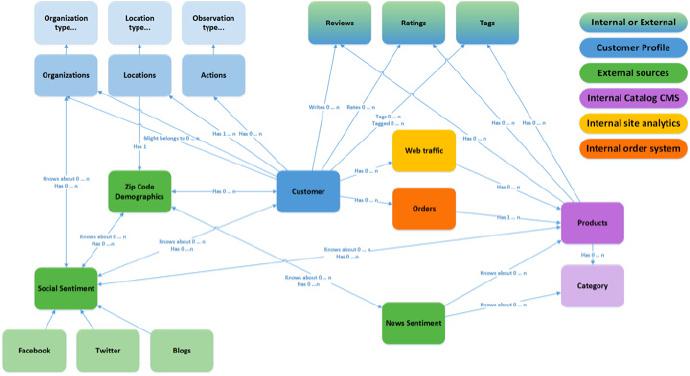 Organization
type...
Location
type...
Observation
type...
Reviews
Ratings
Tags
Internal or External
Customer Profile
External sources
Internal Catalog CMS
Internal site analytics
Internal order system
Organizations
Locations
Actions
Writes 0 ... n
Rates 0 ... n
Tags 0 ... n
Tagged 0 ... n
Has 0 ... n
Has 0 ... n
Has 0 ... n
Might belongs to 0 ... n
Has 1 ... n
Has 0 ... n
Has 1
Web traffic
Has 0 ... n
Has 0 ... n
Knows about 0 ... n
Has 0 ... n
Zip Code
Demographics
Has 0 ... n
Customer
Has 0 ... n
Orders
Has 1 ... n
Products
Knows about 0 ... n
Has 0 ...n
Knows about 0 ... n
Has 0 ...n
Knows about 0 ...
Has 0 ...n
Has 0 ... n
Social Sentiment
Knows about 0 ... n
has 0 ...n
Knows about 0 ... n
Category
Knows about 0 ... n
News Sentiment
Facebook
Twitter
Blogs